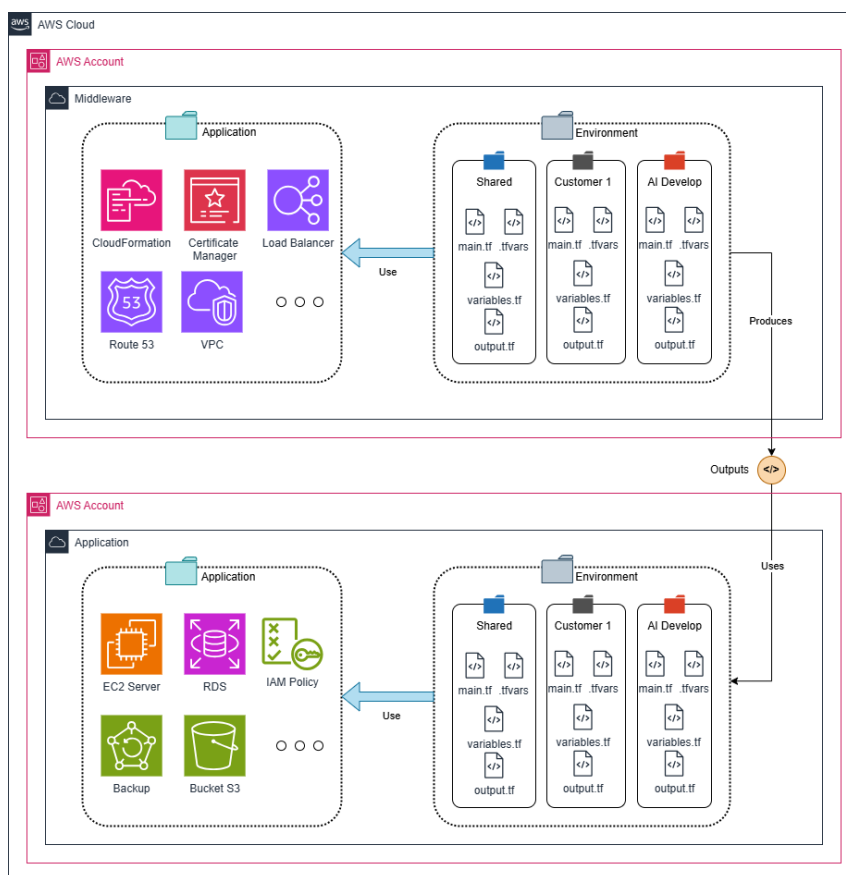 aws
AWS Cloud
AWS Account
Middleware
Application
Environment
Shared
Customer 1
AI Develop
CloudFormation
Certificate
Manager
Load Balancer
Use
main.tf .tfvars
main.tf .tfvars
main.tf .tfvars
variables.tf
variables.tf
variables.tf
53
Route 53
VPC
output.tf
output.tf
output.tf
Produces
Outputs
</>
AWS Account
Application
Application
Environment
Uses
Shared
Customer 1
AI Develop
EC2 Server
RDS
IAM Policy
Use
main.tf .tfvars
main.tf .tfvars
main.tf .tfvars
variables.tf
variables.tf
variables.tf
Backup
Bucket S3
output.tf
output.tf
output.tf